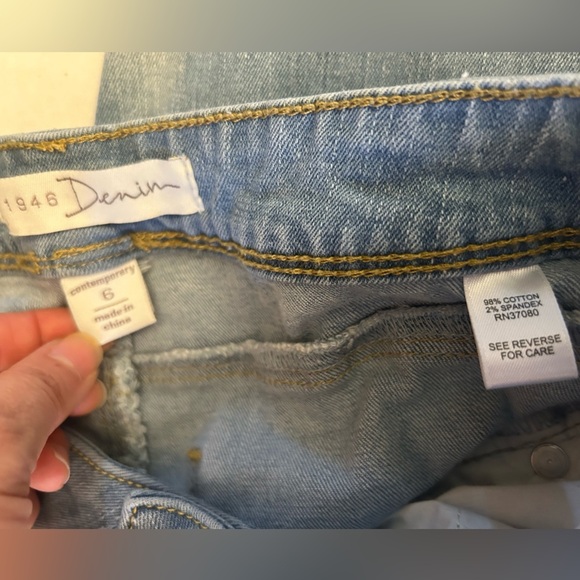 1946 Denim
contemporary
6
made in
china
98% COTTON
2% SPANDEX
RN37080
SEE REVERSE
FOR CARE